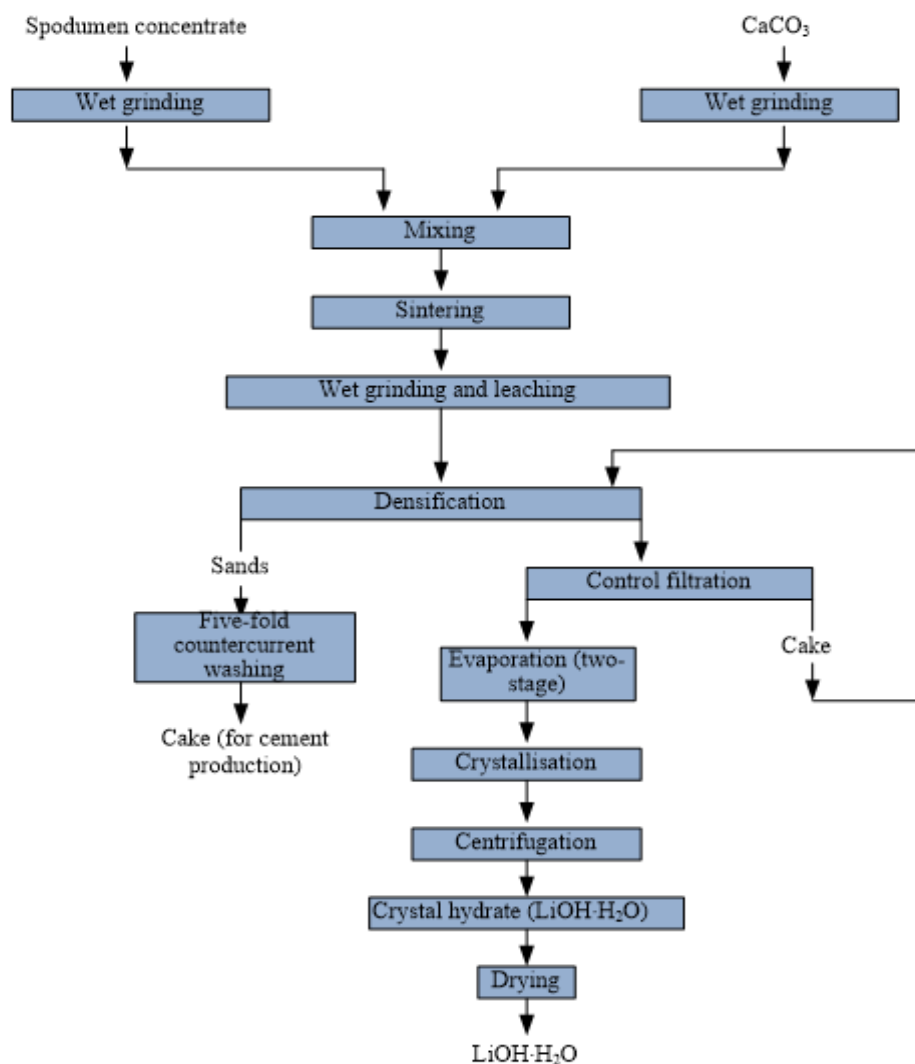 Spodumen concentrate
CaCO₃
Wet grinding
Wet grinding
Mixing
Sintering
Wet grinding and leaching
Densification
Sands
Control filtration
Five-fold
countercurrent
washing
Cake
Evaporation (two-
stage)
Cake (for cement
production)
Crystallisation
Centrifugation
Crystal hydrate (LiOH·H₂O)
Drying
LiOH·H₂O